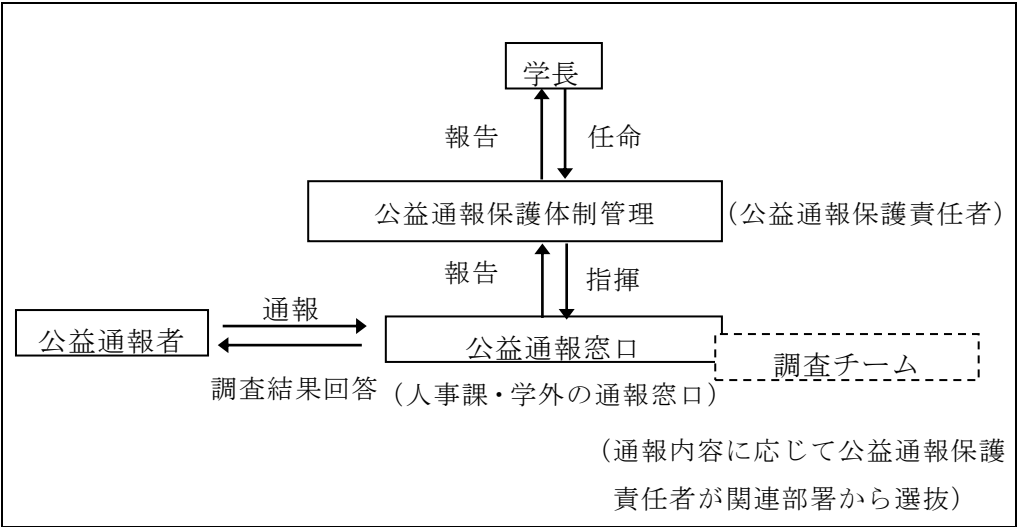 学長
報告
任命
公益通報保護体制管理
（公益通報保護責任者）
報告
指揮
通報
公益通報者
公益通報窓口
調査チーム
調査結果回答
（人事課・学外の通報窓口）
（通報内容に応じて公益通報保護
責任者が関連部署から選抜）